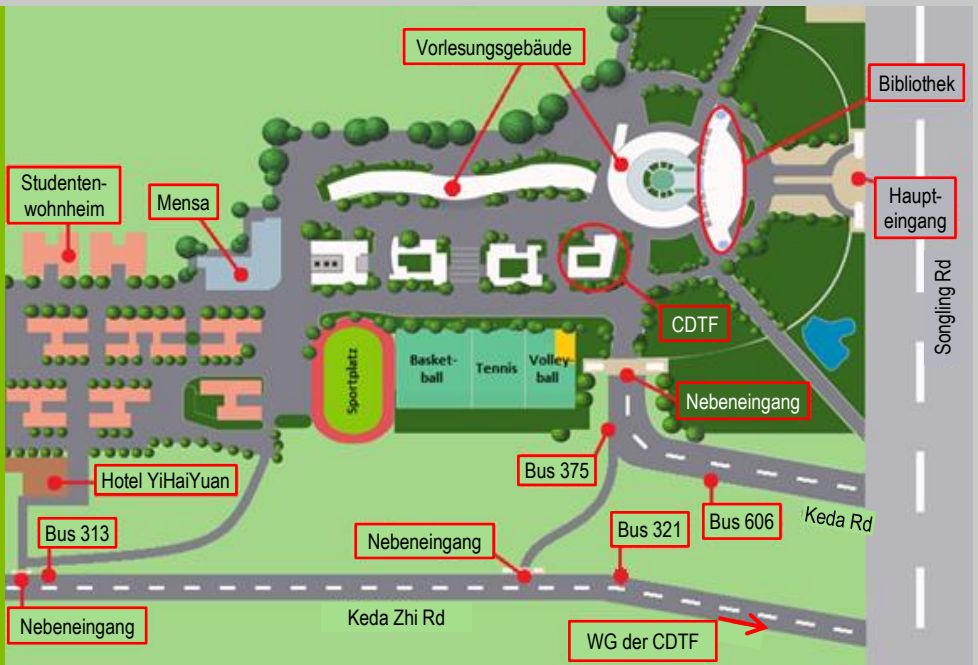 Vorlesungsgebäude
Bibliothek
Studenten-
wohnheim
Mensa
Haupt-
eingang
Songling Rd
CDTF
Sportplatz
Basket-
ball
Tennis
Volley-
ball
Nebeneingang
Hotel YiHaiYuan
Bus 375
Bus 313
Nebeneingang
Bus 321
Bus 606
Keda Rd
Nebeneingang
Keda Zhi Rd
WG der CDTF